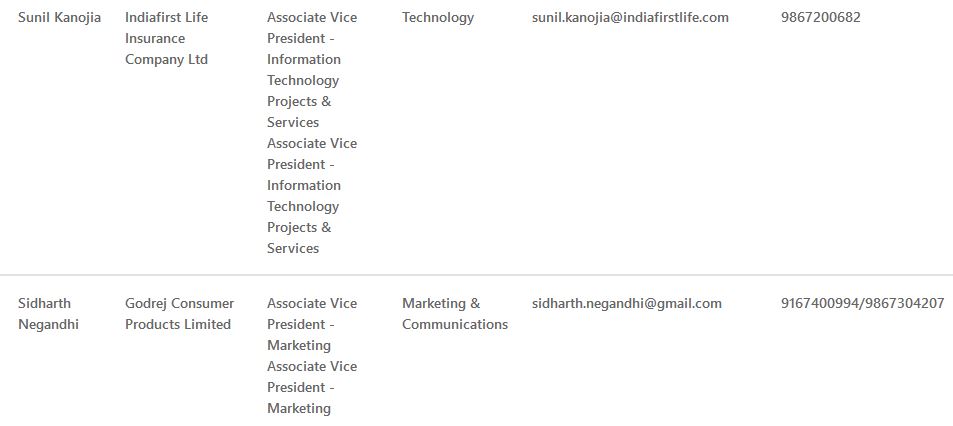 Sunil Kanojia Indiafirst Life Associate Vice Technology sunil.kanojia@indiafirstlife.com 9867200682
Insurance President -
Company Ltd Information
Technology
Projects &
Services
Associate Vice
President -
Information
Technology
Projects &
Services
Sidharth Godrej Consumer Associate Vice Marketing & sidharth.negandhi@gmail.com 9167400994/9867304207
Negandhi Products Limited President - Communications
Marketing
Associate Vice
President -
Marketing